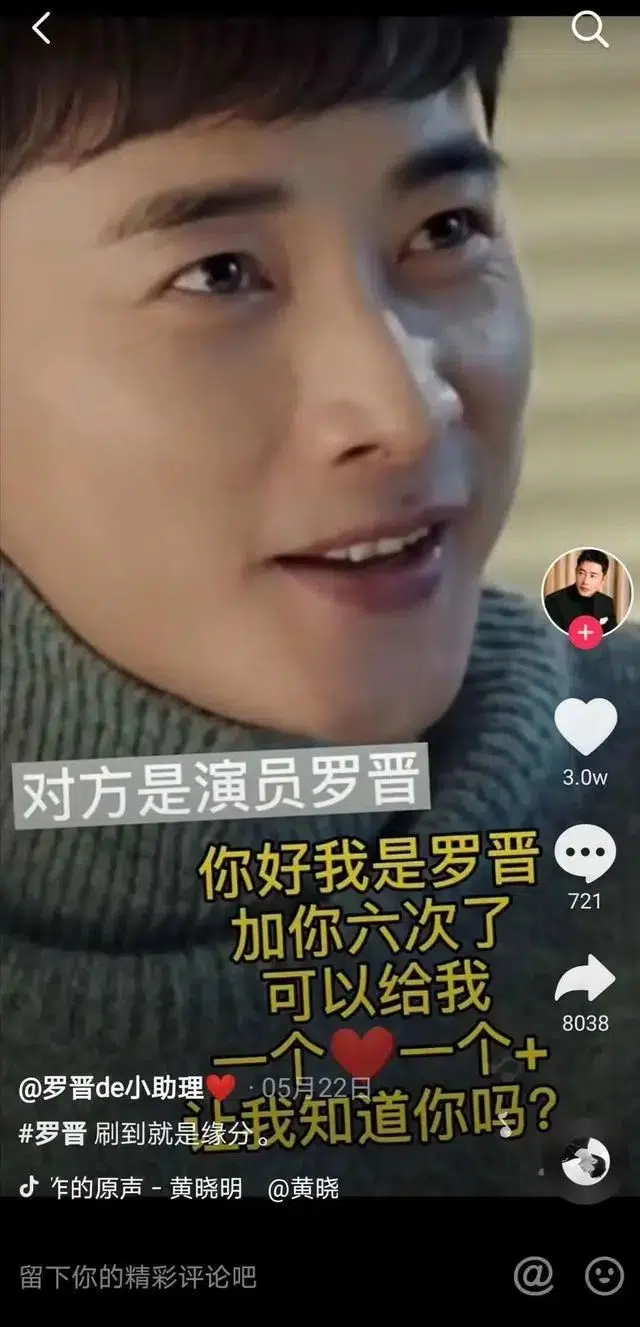 3.0w
对方是演员罗晋
你好我是罗晋
加你六次了
721
可以给我
8038
一个❤️一个+
让我知道你吗?
@罗晋de小助理❤️ · 05月22日
#罗晋 刷到就是缘分。
作的原声 - 黄晓明 @黄晓
留下你的精彩评论吧
@